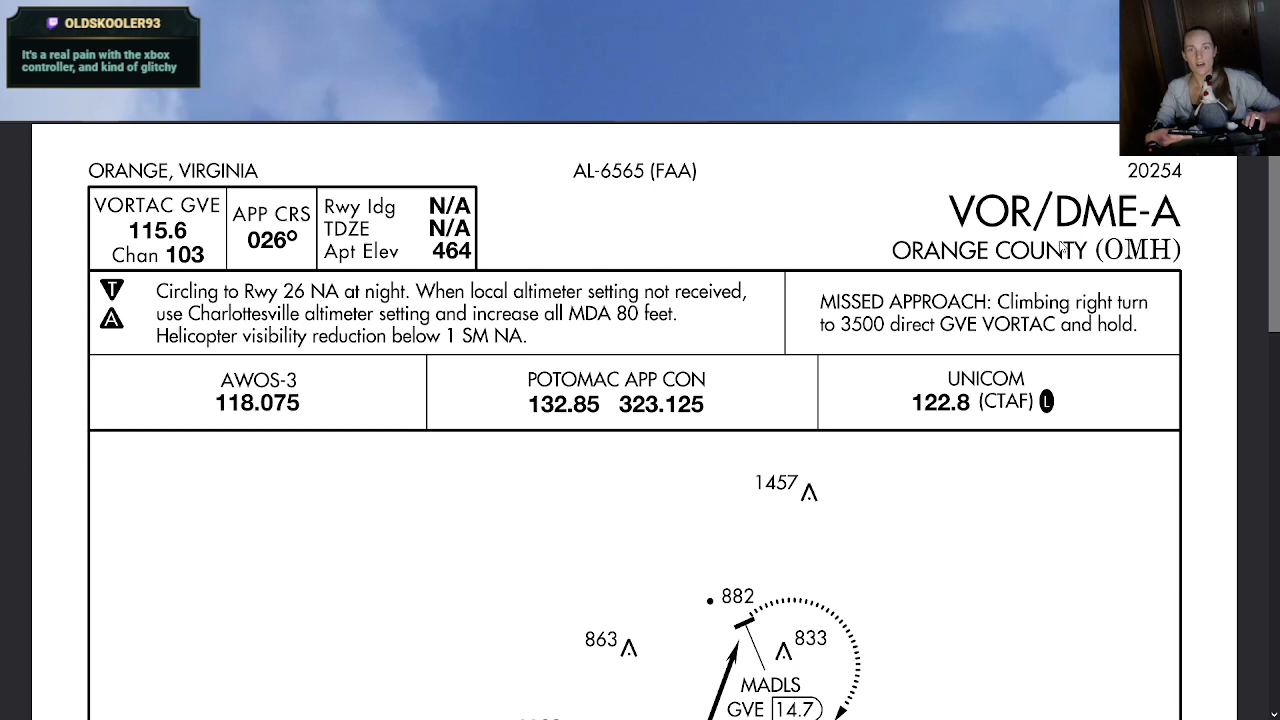 OLDSKOOLER93
It's a real pain with the xbox
controller, and kind of glitchy
ORANGE, VIRGINIA
AL-6565 (FAA)
20254
VORTAC GVE
115.6
Chan 103
APP CRS
026°
Rwy Idg N/A
TDZE N/A
Apt Elev 464
VOR/DME-A
ORANGE COUNTY (OMH)
T
A
Circling to Rwy 26 NA at night. When local altimeter setting not received,
use Charlottesville altimeter setting and increase all MDA 80 feet.
Helicopter visibility reduction below 1 SM NA.
MISSED APPROACH: Climbing right turn
to 3500 direct GVE VORTAC and hold.
AWOS-3
118.075
POTOMAC APP CON
132.85 323.125
UNICOM
122.8 (CTAF) L
1457
882
863
833
MADLS
GVE 14.7